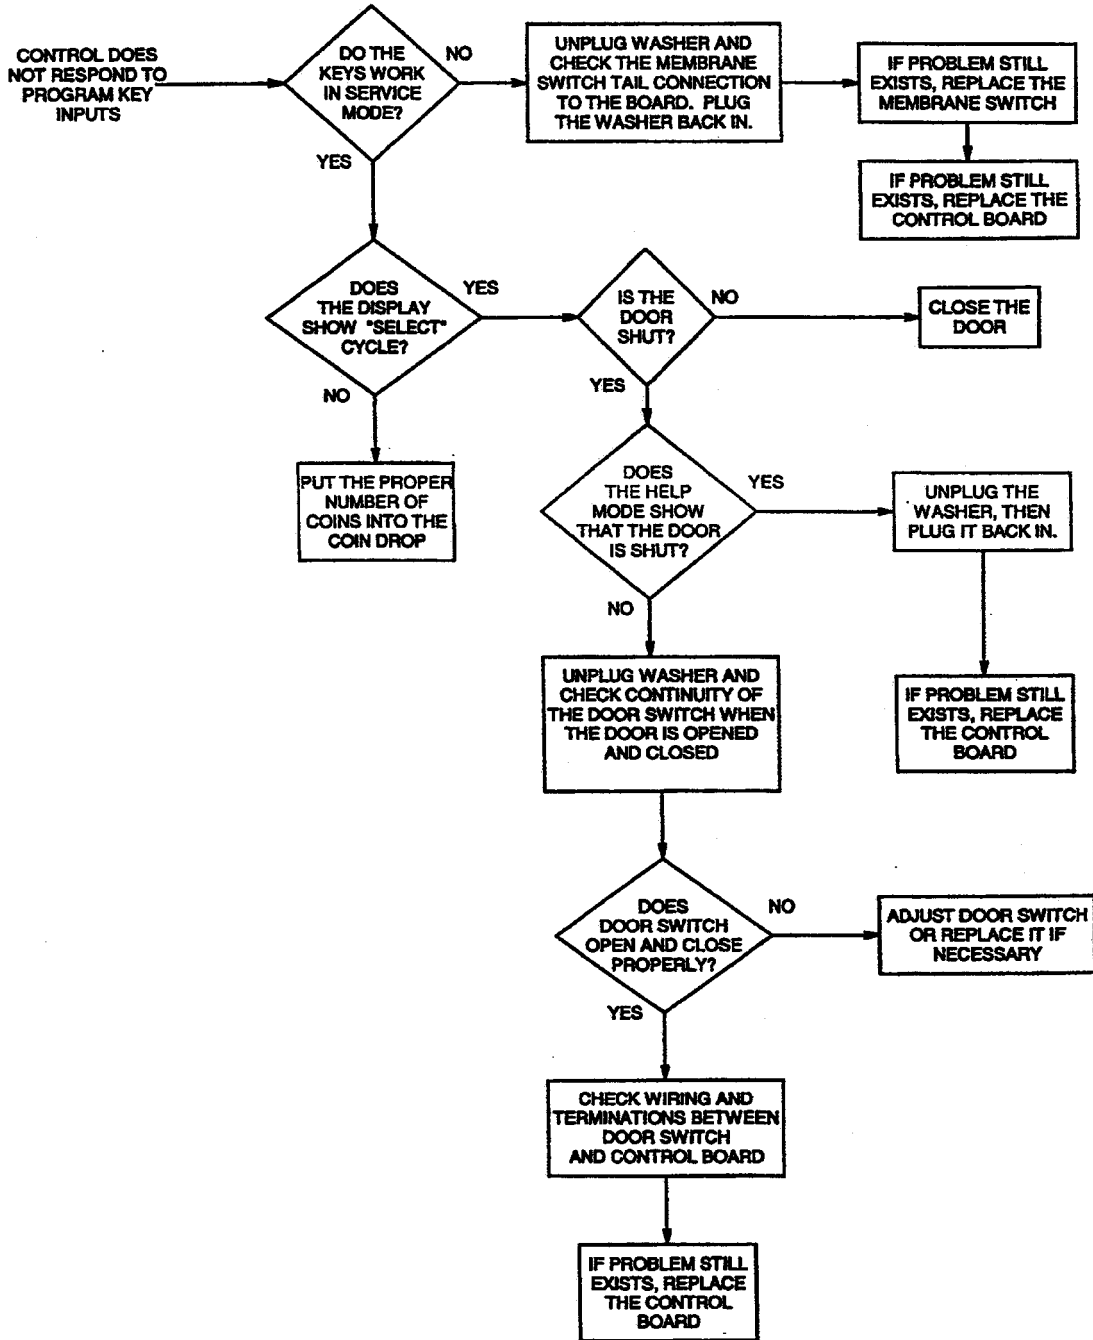 CONTROL DOES
NOT RESPOND TO
PROGRAM KEY
INPUTS
DO THE
KEYS WORK
IN SERVICE
MODE?
NO
UNPLUG WASHER AND
CHECK THE MEMBRANE
SWITCH TAIL CONNECTION
TO THE BOARD. PLUG
THE WASHER BACK IN.
IF PROBLEM STILL
EXISTS, REPLACE THE
MEMBRANE SWITCH
IF PROBLEM STILL
EXISTS, REPLACE THE
CONTROL BOARD
YES
DOES
THE DISPLAY
SHOW "SELECT"
CYCLE?
YES
IS THE
DOOR
SHUT?
NO
CLOSE THE
DOOR
NO
PUT THE PROPER
NUMBER OF
COINS INTO THE
COIN DROP
YES
DOES
THE HELP
MODE SHOW
THAT THE DOOR
IS SHUT?
YES
UNPLUG THE
WASHER, THEN
PLUG IT BACK IN.
IF PROBLEM STILL
EXISTS, REPLACE
THE CONTROL
BOARD
NO
UNPLUG WASHER AND
CHECK CONTINUITY OF
THE DOOR SWITCH WHEN
THE DOOR IS OPENED
AND CLOSED
DOES
DOOR SWITCH
OPEN AND CLOSE
PROPERLY?
NO
ADJUST DOOR SWITCH
OR REPLACE IT IF
NECESSARY
YES
CHECK WIRING AND
TERMINATIONS BETWEEN
DOOR SWITCH
AND CONTROL BOARD
IF PROBLEM STILL
EXISTS, REPLACE
THE CONTROL
BOARD